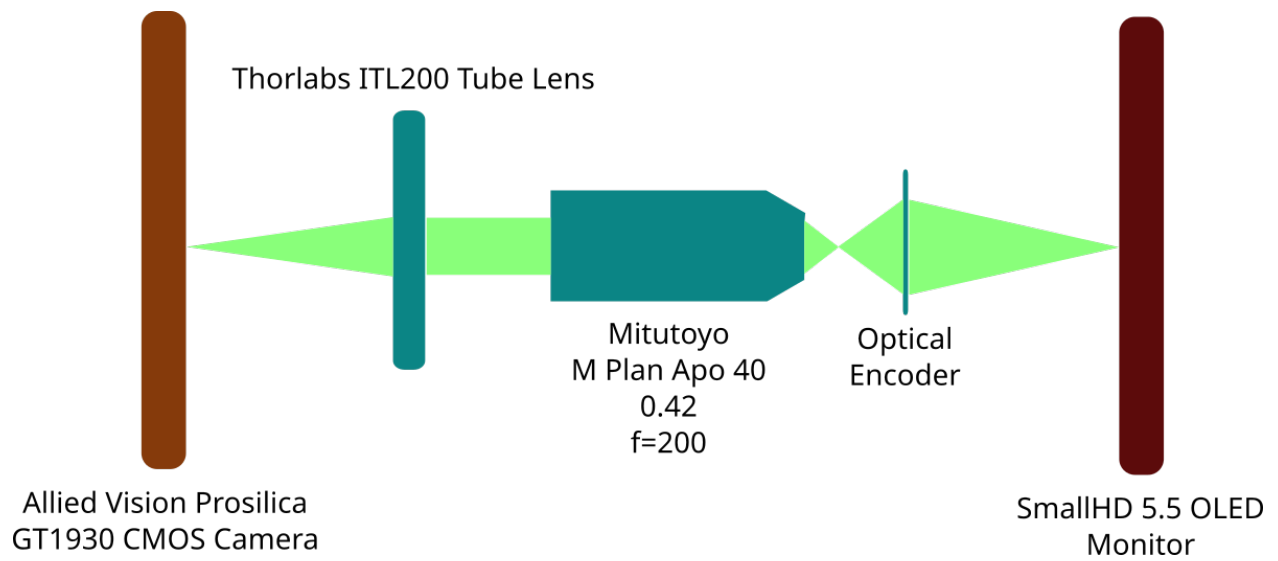 Thorlabs ITL200 Tube Lens
Mitutoyo
M Plan Apo 40
0.42
f=200
Optical
Encoder
Allied Vision Prosilica
GT1930 CMOS Camera
SmallHD 5.5 OLED
Monitor